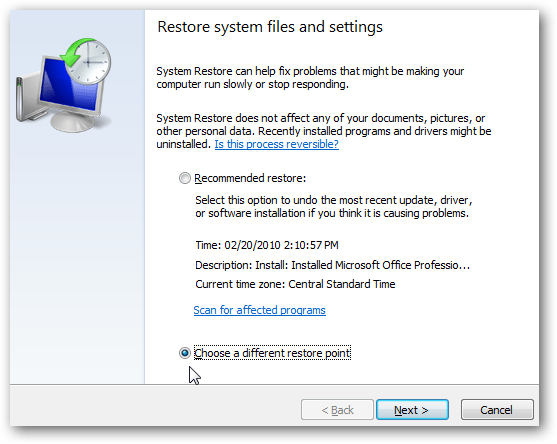 Restore system files and settings
System Restore can help fix problems that might be making your
computer run slowly or stop responding.
System Restore does not affect any of your documents, pictures, or
other personal data. Recently installed programs and drivers might be
uninstalled. Is this process reversible?
Recommended restore:
Select this option to undo the most recent update, driver,
or software installation if you think it is causing problems.
Time: 02/20/2010 2:10:57 PM
Description: Install: Installed Microsoft Office Professio...
Current time zone: Central Standard Time
Scan for affected programs
Choose a different restore point
< Back Next > Cancel